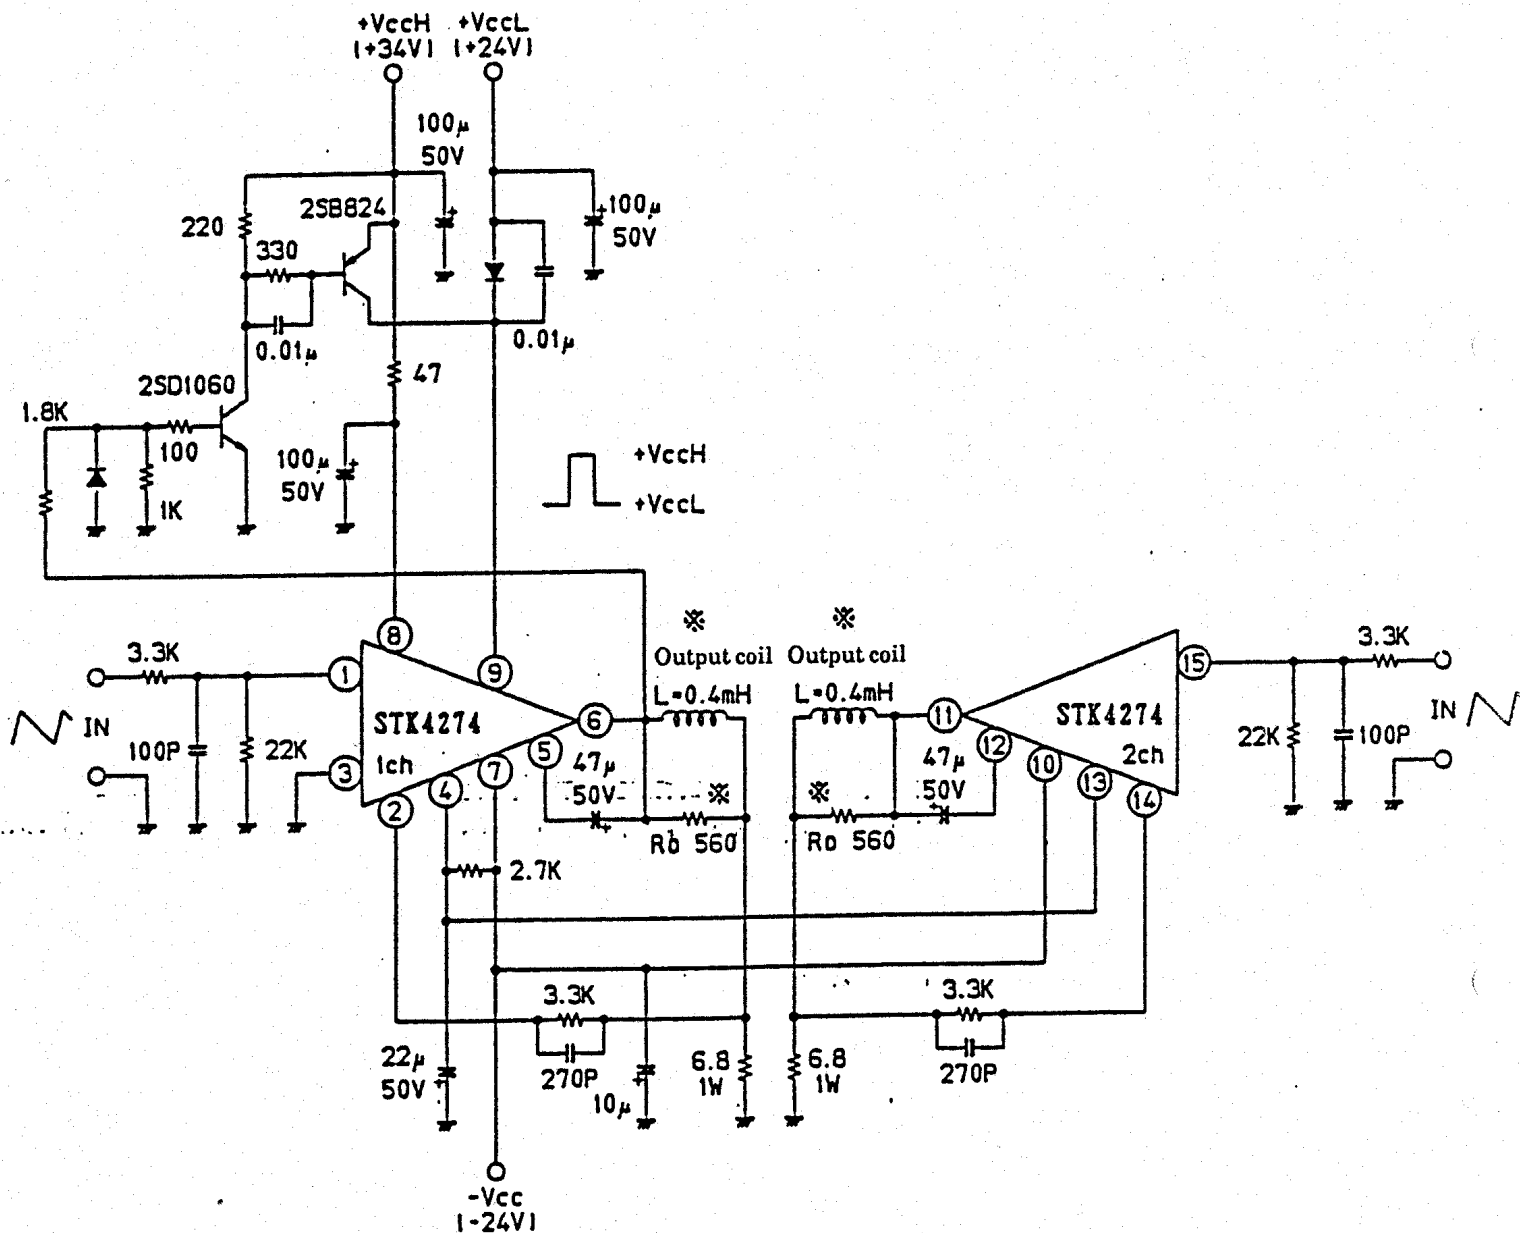 +VccH +VccL
(+34V) (+24V)
100μ
50V
2SB824
100μ
50V
220
330
0.01μ
0.01μ
2SD1060
47
1.8K
100
100μ
50V
1K
+VccH
+VccL
※ ※
Output coil Output coil
L=0.4mH L=0.4mH
3.3K
IN
100P
22K
1
3
8
9
STK4274
1ch
6
5
7
4
2
47μ
50V
※
Ro 560
2.7K
11
STK4274
2ch
12
10
13
14
15
47μ
50V
※
Ro 560
3.3K
IN
22K
100P
3.3K
270P
3.3K
270P
22μ
50V
10μ
6.8
1W
6.8
1W
-Vcc
(-24V)